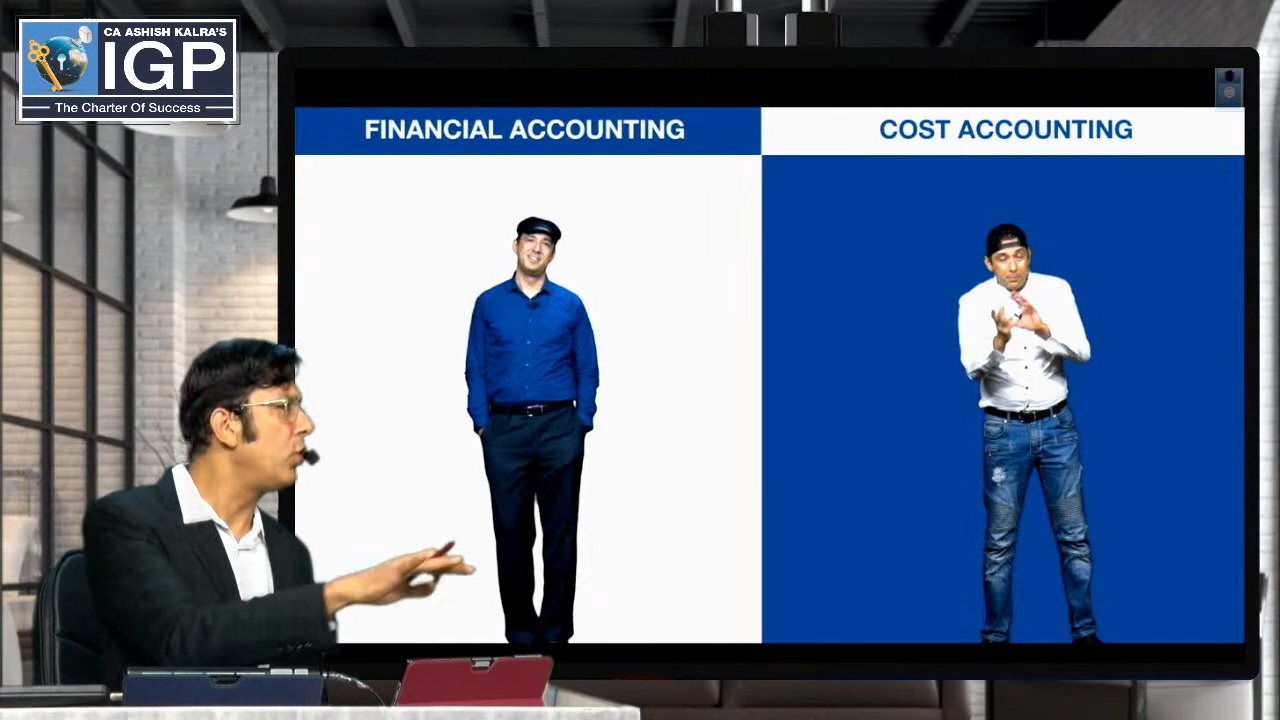 CA ASHISH KALRA'S
IGP
The Charter Of Success
FINANCIAL ACCOUNTING
COST ACCOUNTING